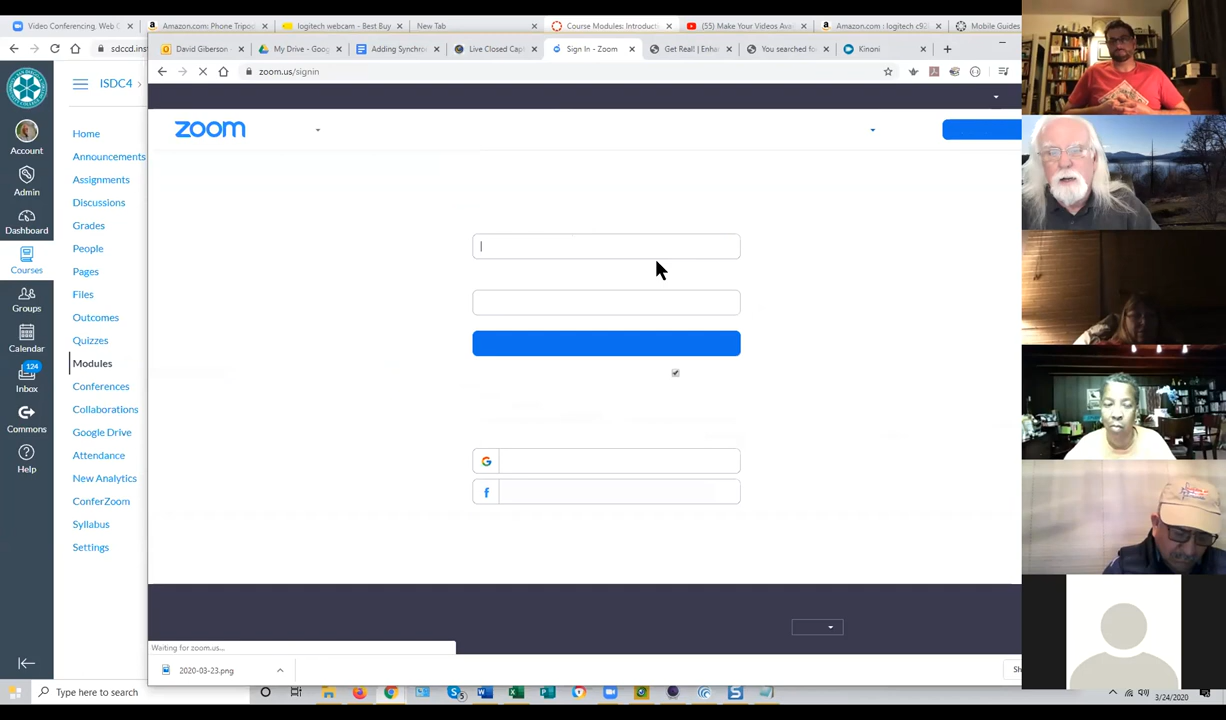 Video Conferencing, Web C
Amazon.com: Phone Tripod
logitech webcam - Best Buy
New Tab
Course Modules: Introduct
(55) Make Your Videos Awe
Amazon.com : logitech c92
Mobile Guides
sdccd.inst
David Giberson
My Drive - Goog
Adding Synchro
Live Closed Cap
Sign In - Zoom
Get Real! | Enha
You searched fo
Kinoni
zoom.us/signin
ISDC4
zoom
Account
Admin
Dashboard
Courses
Groups
Calendar
124
Inbox
Commons
Help
Home
Announcements
Assignments
Discussions
Grades
People
Pages
Files
Outcomes
Quizzes
Modules
Conferences
Collaborations
Google Drive
Attendance
New Analytics
ConferZoom
Syllabus
Settings
G
f
Waiting for zoom.us...
2020-03-23.png
Type here to search
3/24/2020